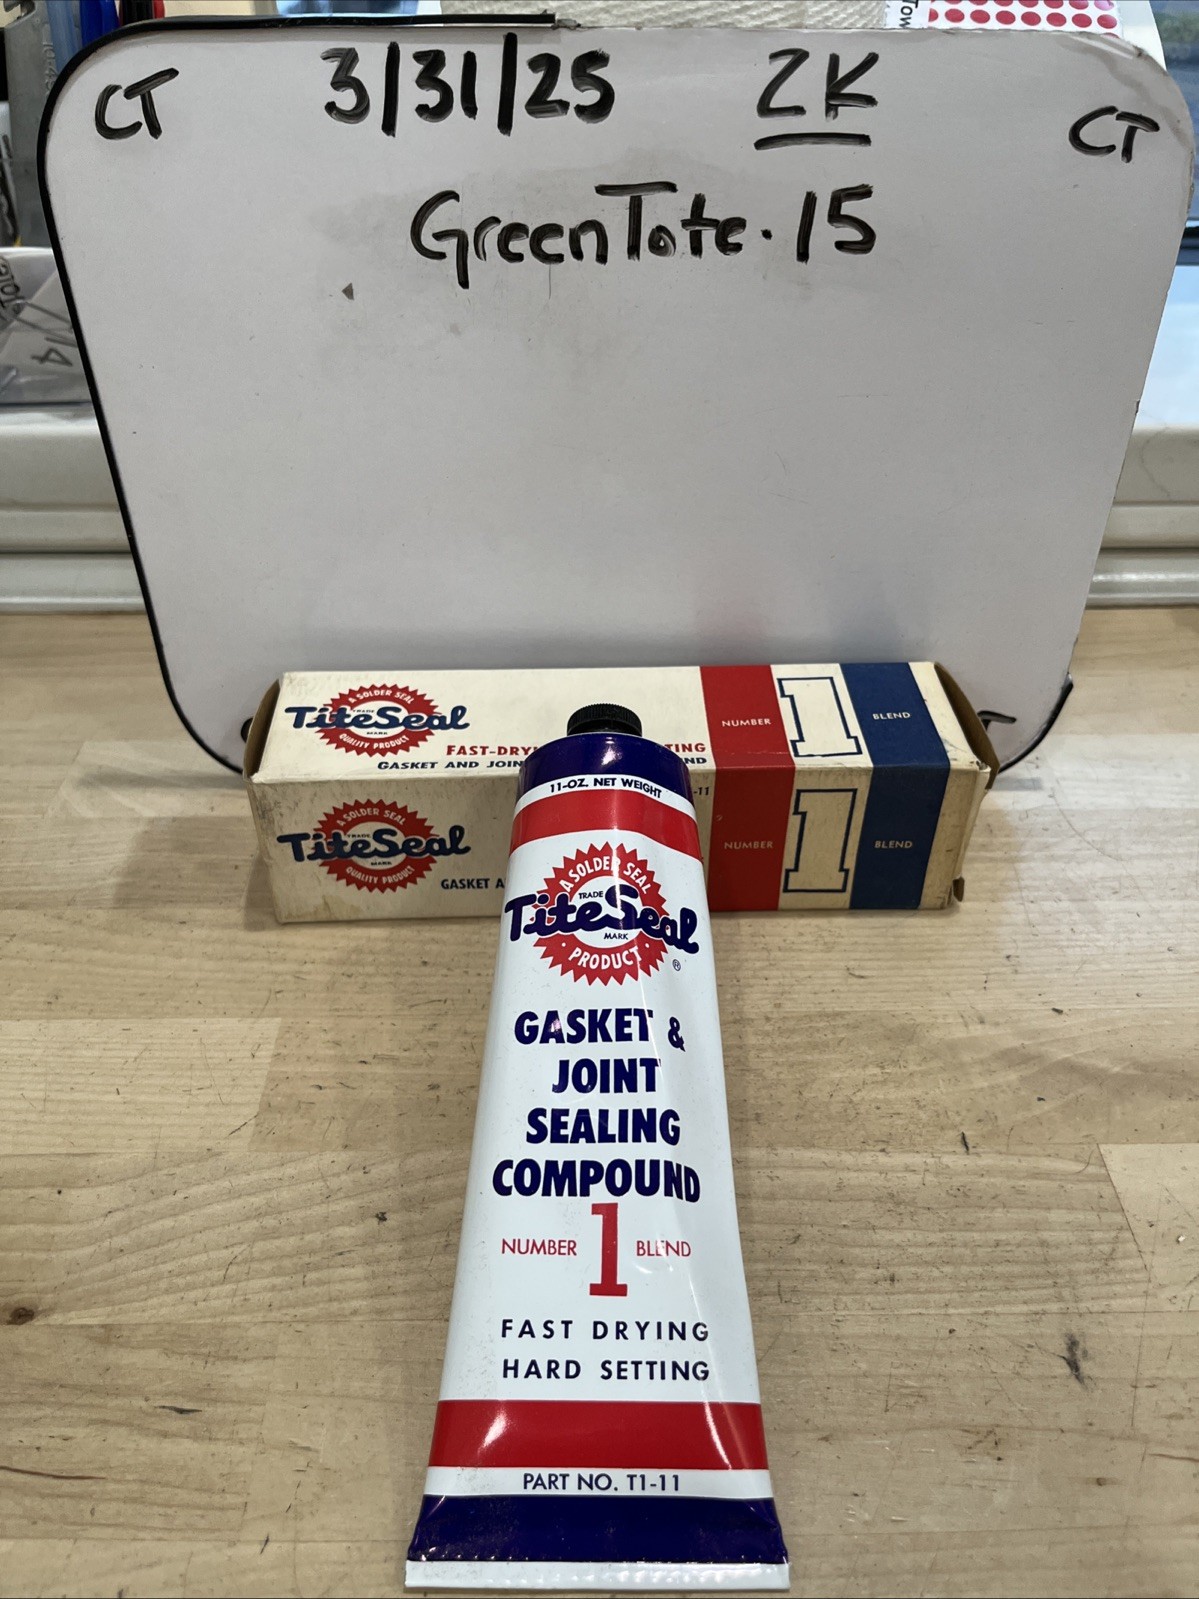 CT 3/31/25 ZK CT
GreenTote.15
A SOLDER SEAL
TRADE
TiteSeal
MARK
QUALITY PRODUCT
FAST-DRY
TING
GASKET AND JOIN
ND
NUMBER 1 BLEND
A SOLDER SEAL
TRADE
TiteSeal
MARK
QUALITY PRODUCT
GASKET A
-11
NUMBER 1 BLEND
11-OZ. NET WEIGHT
A SOLDER SEAL
TRADE
TiteSeal
MARK
PRODUCT
®
GASKET &
JOINT
SEALING
COMPOUND
NUMBER 1 BLEND
FAST DRYING
HARD SETTING
PART NO. T1-11